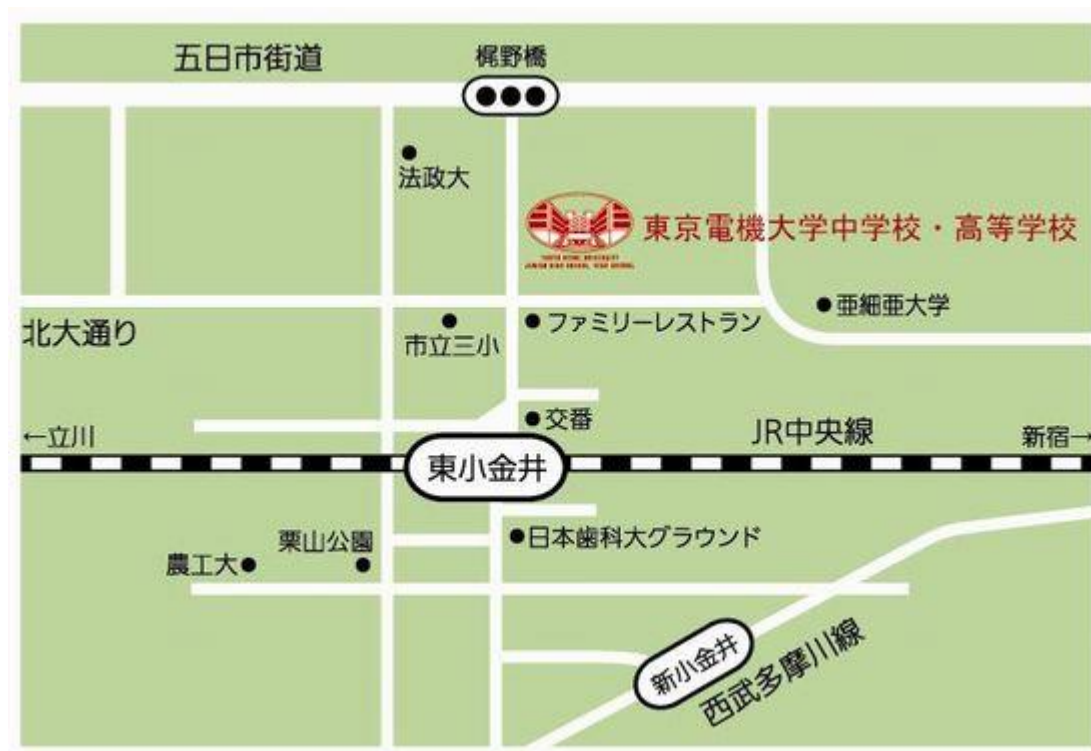 五日市街道
梶野橋
法政大
東京電機大学中学校・高等学校
北大通り
市立三小
ファミリーレストラン
亜細亜大学
交番
←立川
JR中央線
新宿→
東小金井
栗山公園
農工大
日本歯科大グラウンド
新小金井
西武多摩川線